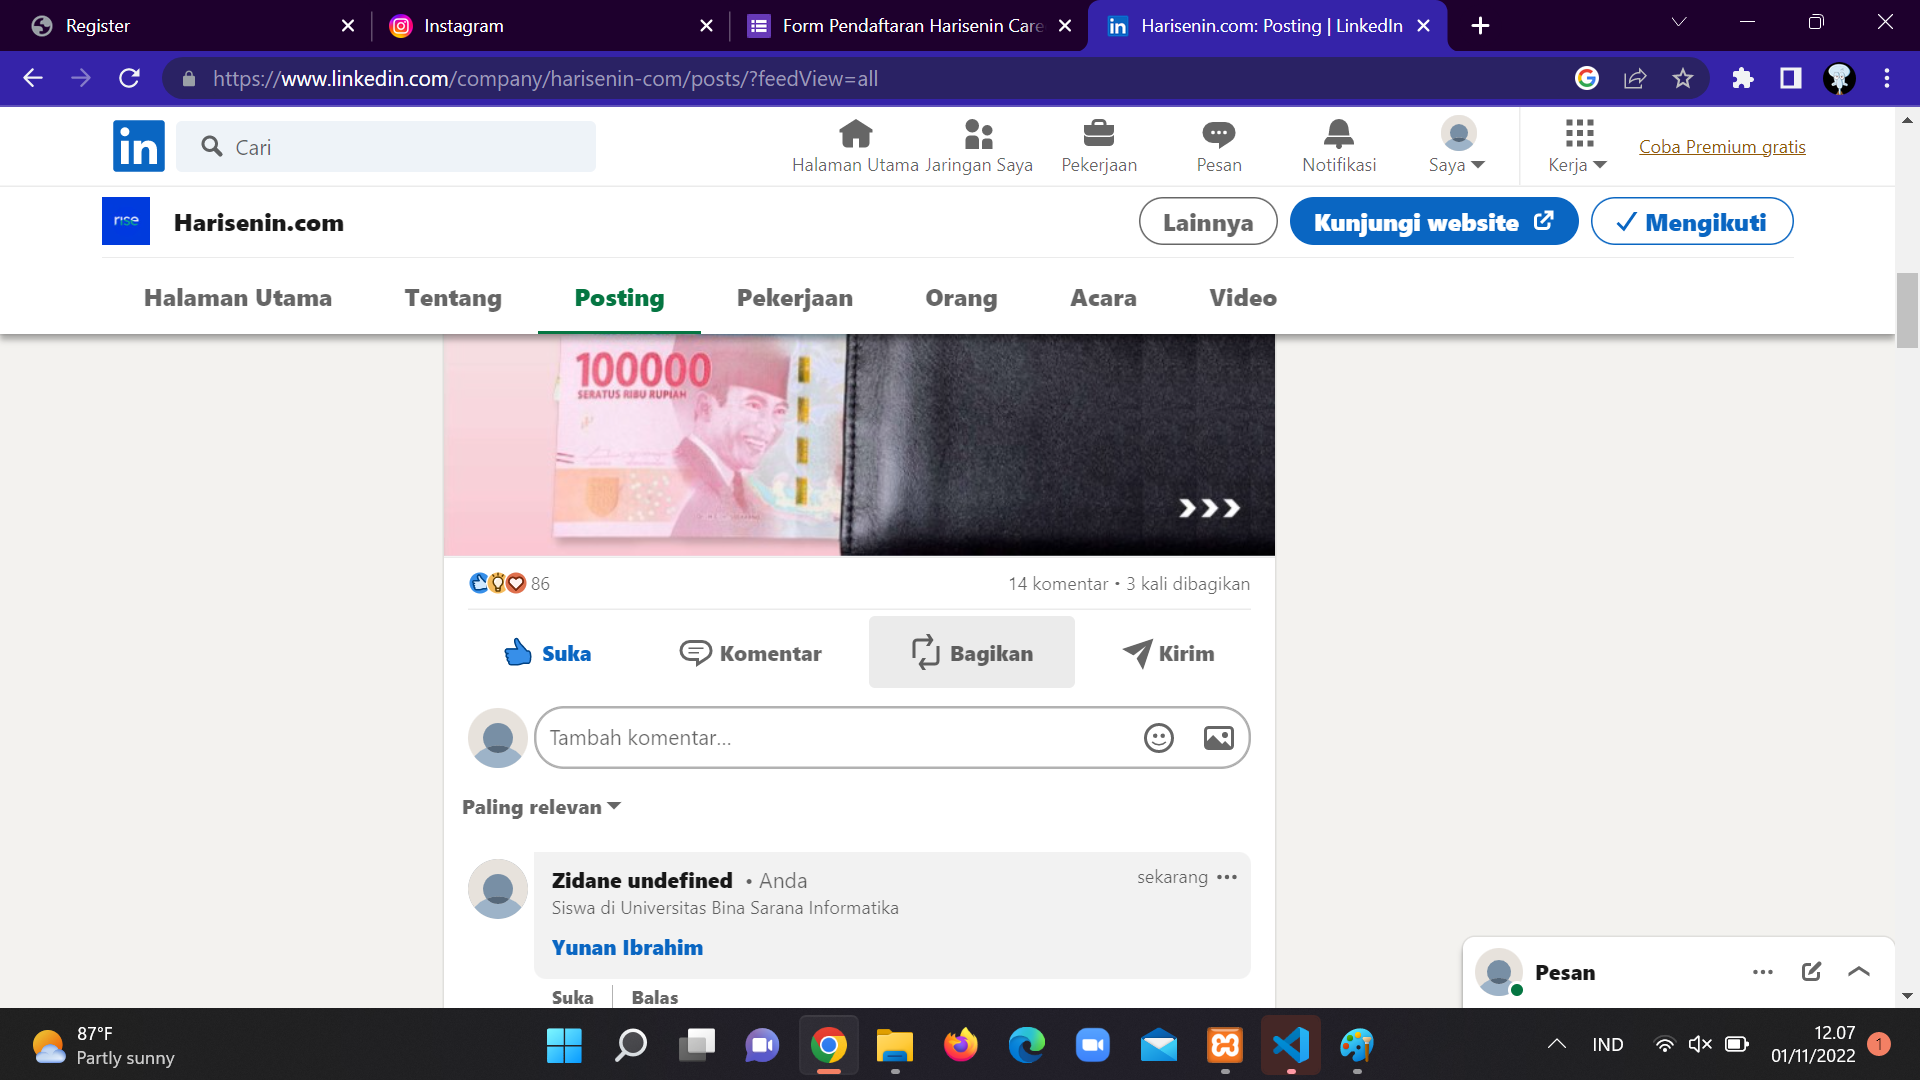 Register
Instagram
Form Pendaftaran Harisenin Care
Harisenin.com: Posting | LinkedIn
https://www.linkedin.com/company/harisenin-com/posts/?feedView=all
in
Cari
Halaman Utama
Jaringan Saya
Pekerjaan
Pesan
Notifikasi
Saya
Kerja
Coba Premium gratis
rise
Harisenin.com
Lainnya
Kunjungi website
Mengikuti
Halaman Utama
Tentang
Posting
Pekerjaan
Orang
Acara
Video
100000
SERATUS RIBU RUPIAH
86
14 komentar • 3 kali dibagikan
Suka
Komentar
Bagikan
Kirim
Tambah komentar...
Paling relevan
Zidane undefined • Anda
sekarang
Siswa di Universitas Bina Sarana Informatika
Yunan Ibrahim
Suka
Balas
Pesan
87°F
Partly sunny
IND
12.07
01/11/2022
1